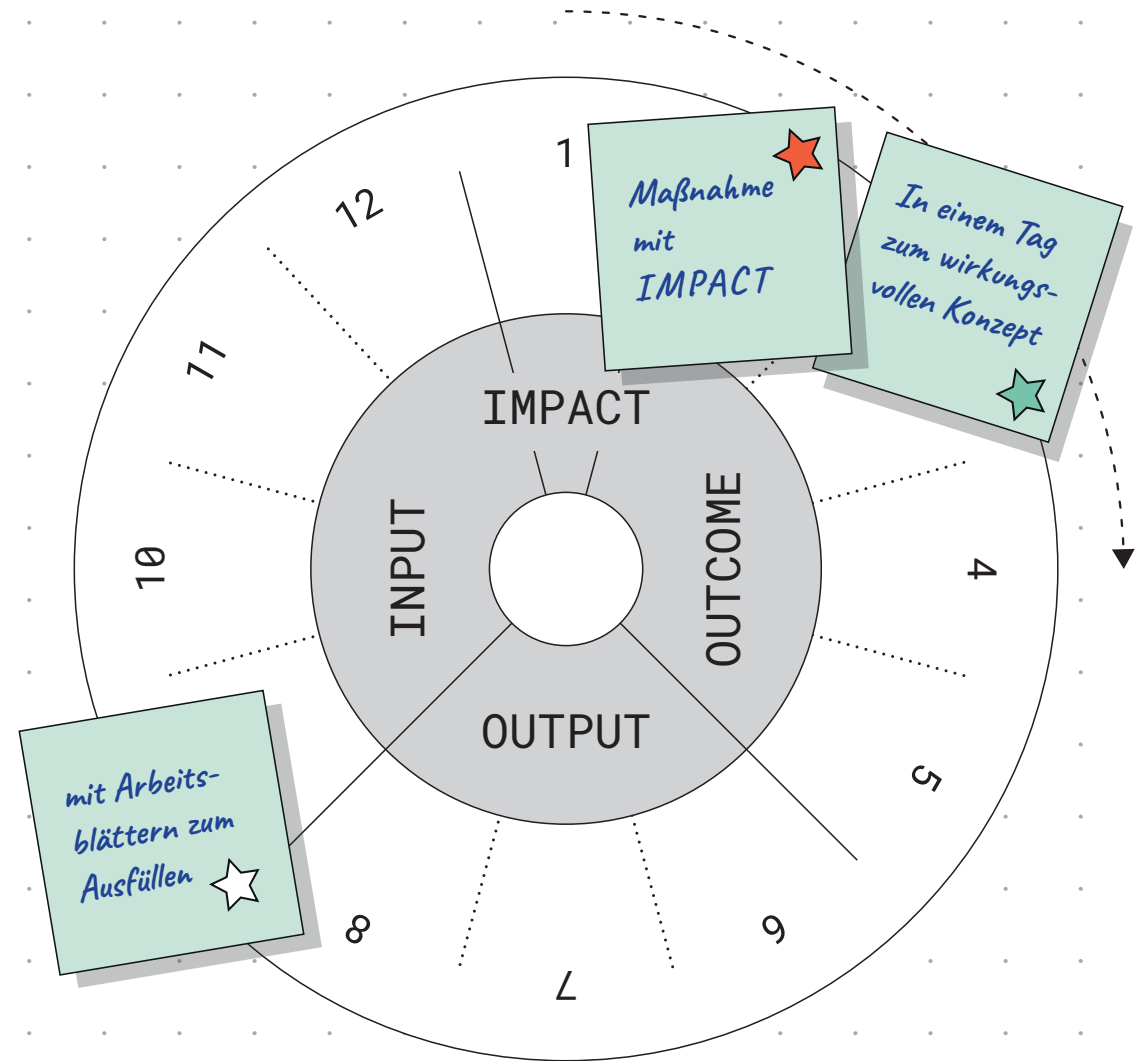 12
1
Maßnahme
mit
IMPACT
In einem Tag
zum wirkungs-
vollen Konzept
11
IMPACT
10
INPUT
OUTCOME
4
OUTPUT
5
mit Arbeits-
blättern zum
Ausfüllen
8
7
6